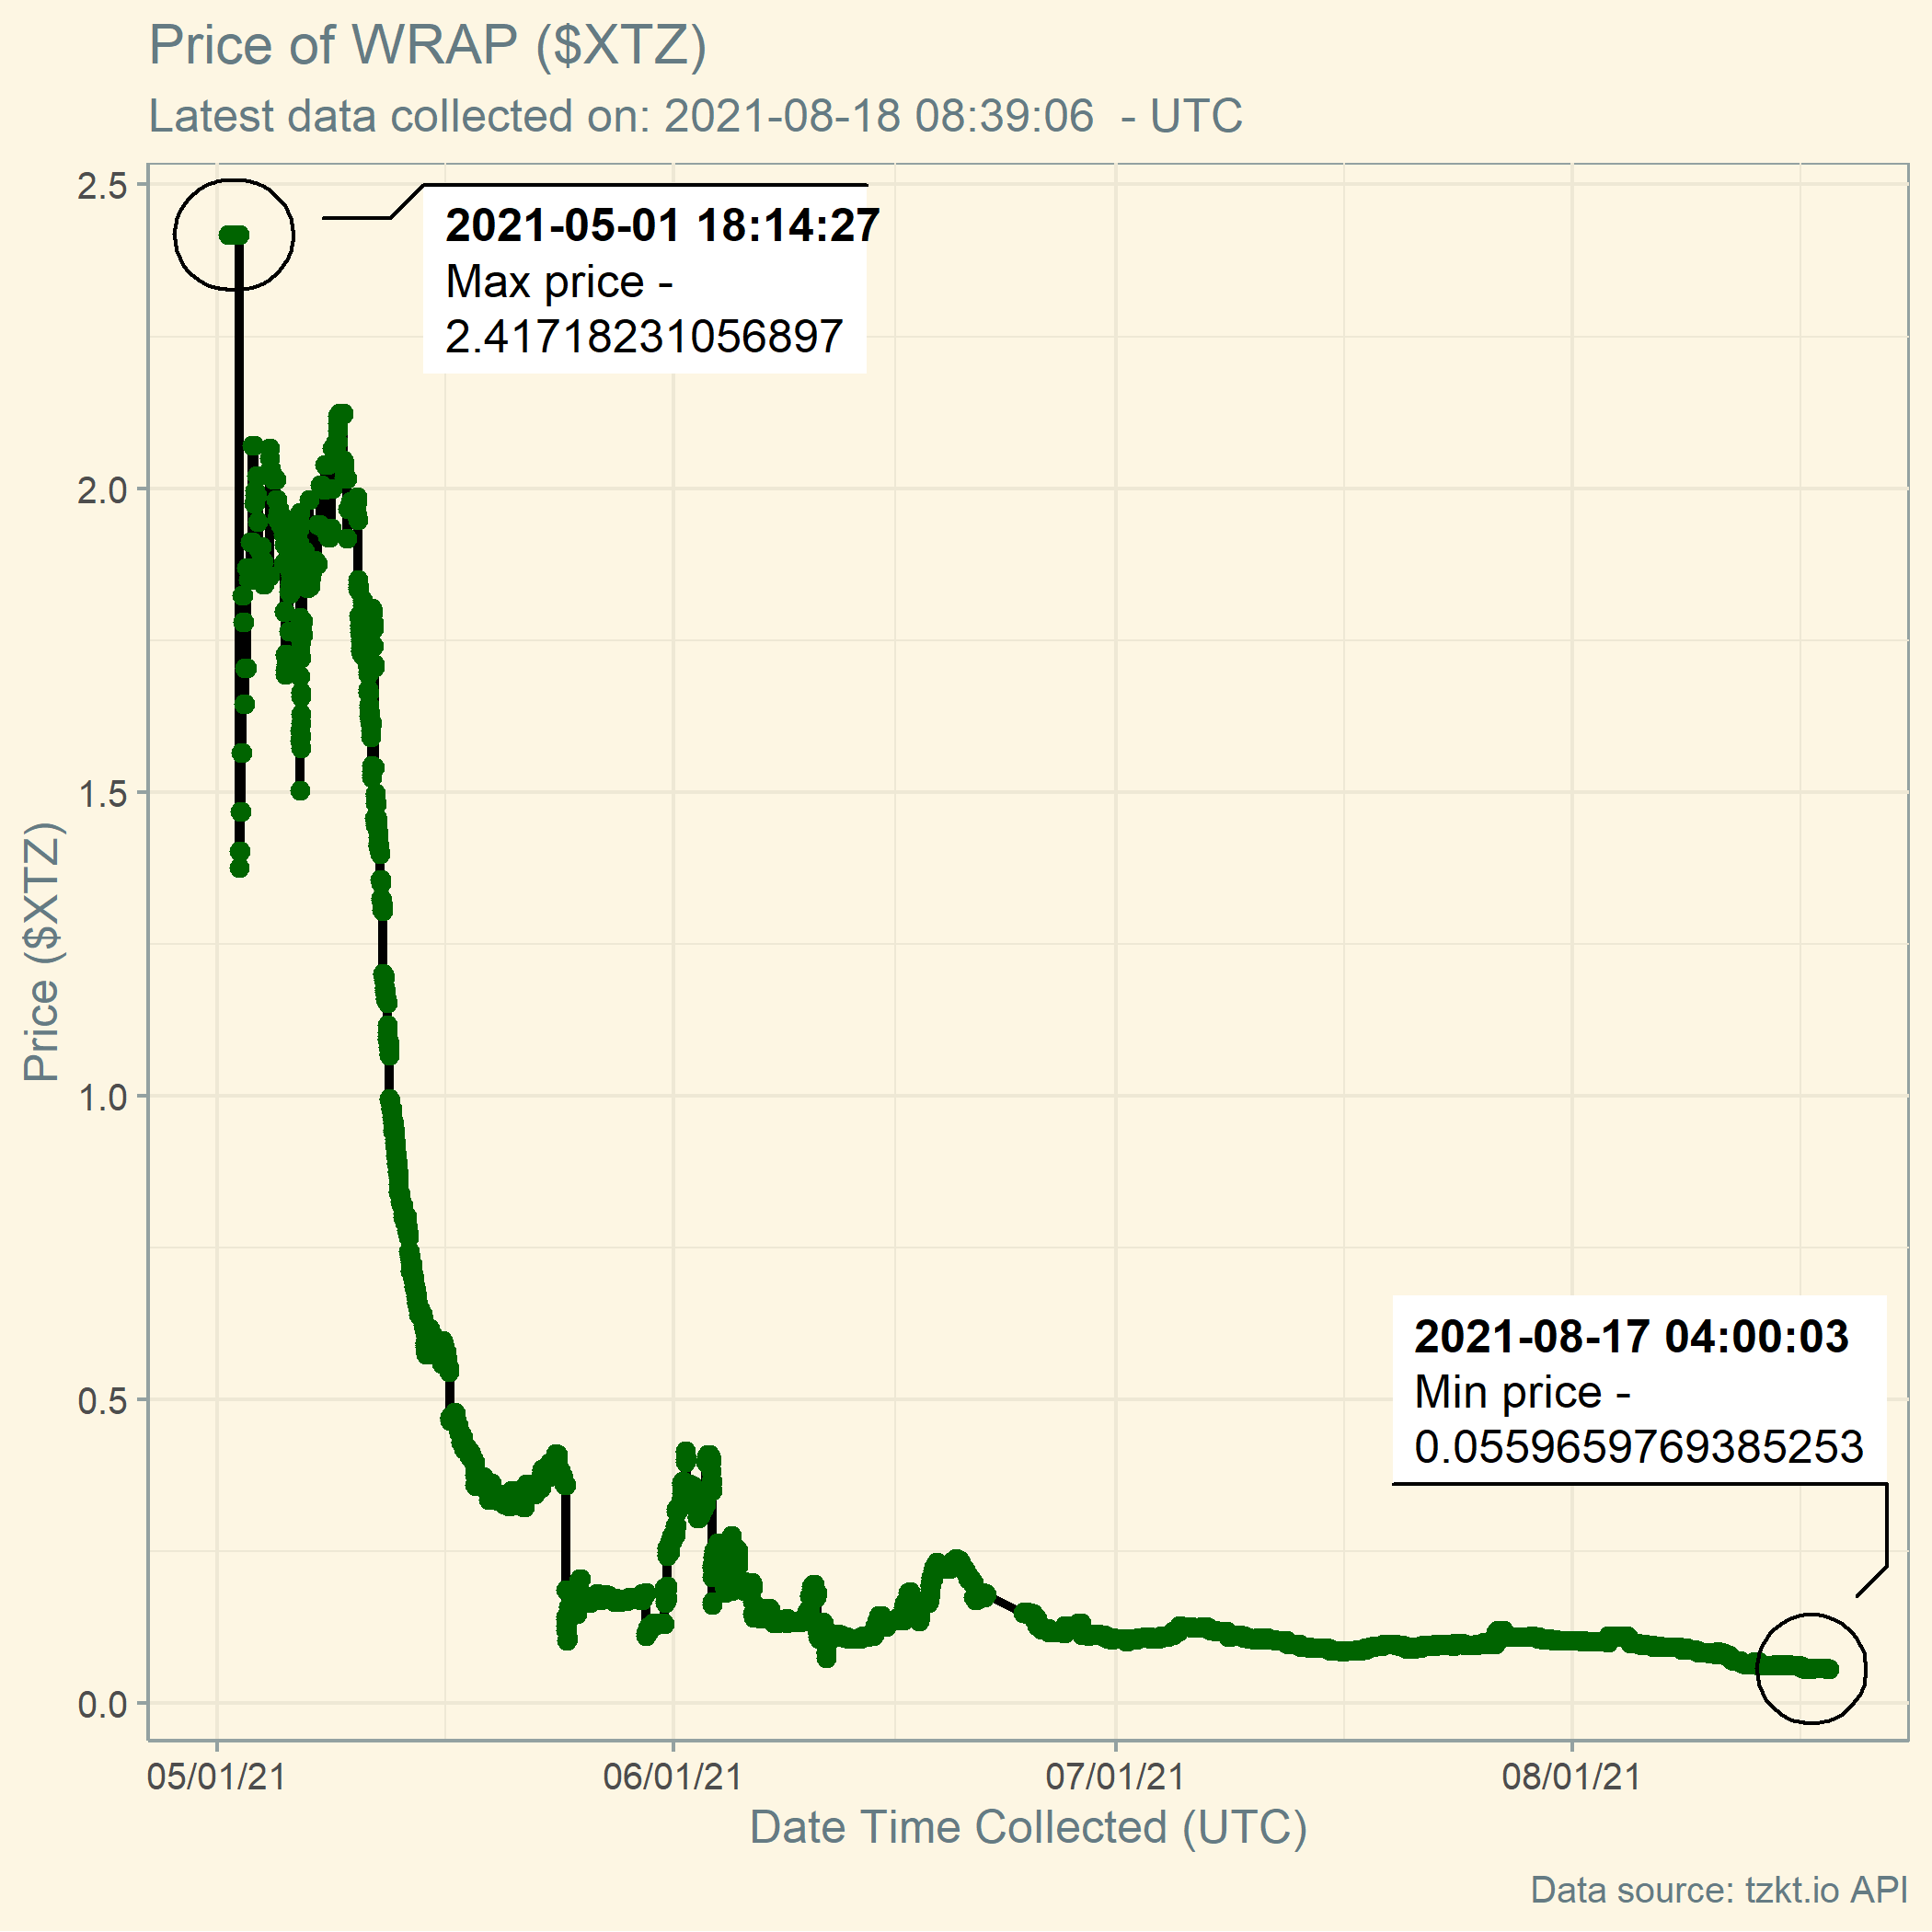 Price of WRAP ($XTZ)
Latest data collected on: 2021-08-18 08:39:06  - UTC
2.5
2.0
1.5
1.0
0.5
0.0
Price ($XTZ)
2021-05-01 18:14:27
Max price -
2.41718231056897
2021-08-17 04:00:03
Min price -
0.0559659769385253
05/01/21
06/01/21
07/01/21
08/01/21
Date Time Collected (UTC)
Data source: tzkt.io API